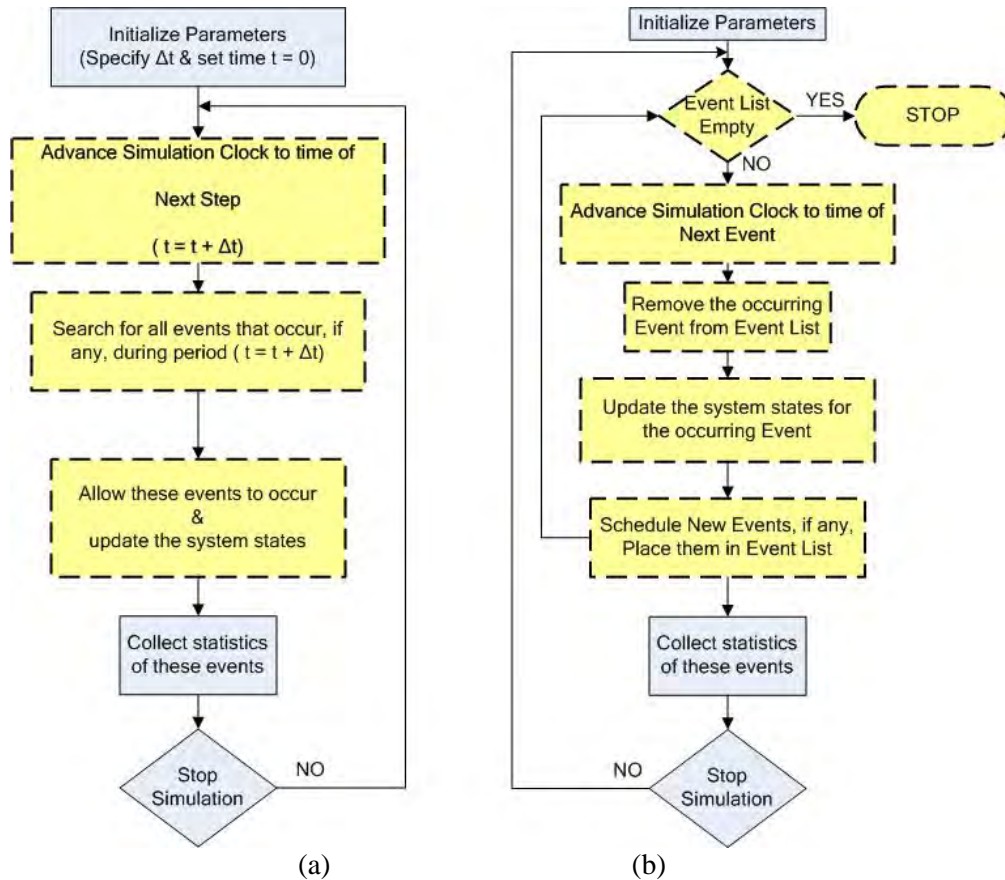 Initialize Parameters
(Specify Δt & set time t = 0)
Advance Simulation Clock to time of
Next Step
( t = t + Δt)
Search for all events that occur, if
any, during period ( t = t + Δt)
Allow these events to occur
&
update the system states
Collect statistics
of these events
Stop
Simulation
NO
(a)
Initialize Parameters
Event List
Empty
YES
STOP
NO
Advance Simulation Clock to time of
Next Event
Remove the occurring
Event from Event List
Update the system states for
the occurring Event
Schedule New Events, if any,
Place them in Event List
Collect statistics
of these events
NO
Stop
Simulation
(b)